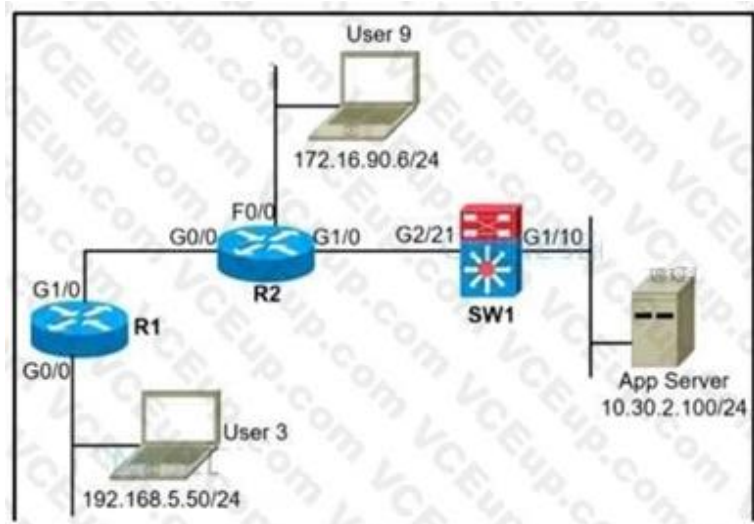 User 9
172.16.90.6/24
F0/0
G0/0
G1/0
G2/21
G1/10
R2
SW1
G1/0
R1
G0/0
App Server
10.30.2.100/24
User 3
192.168.5.50/24
VCEup.com